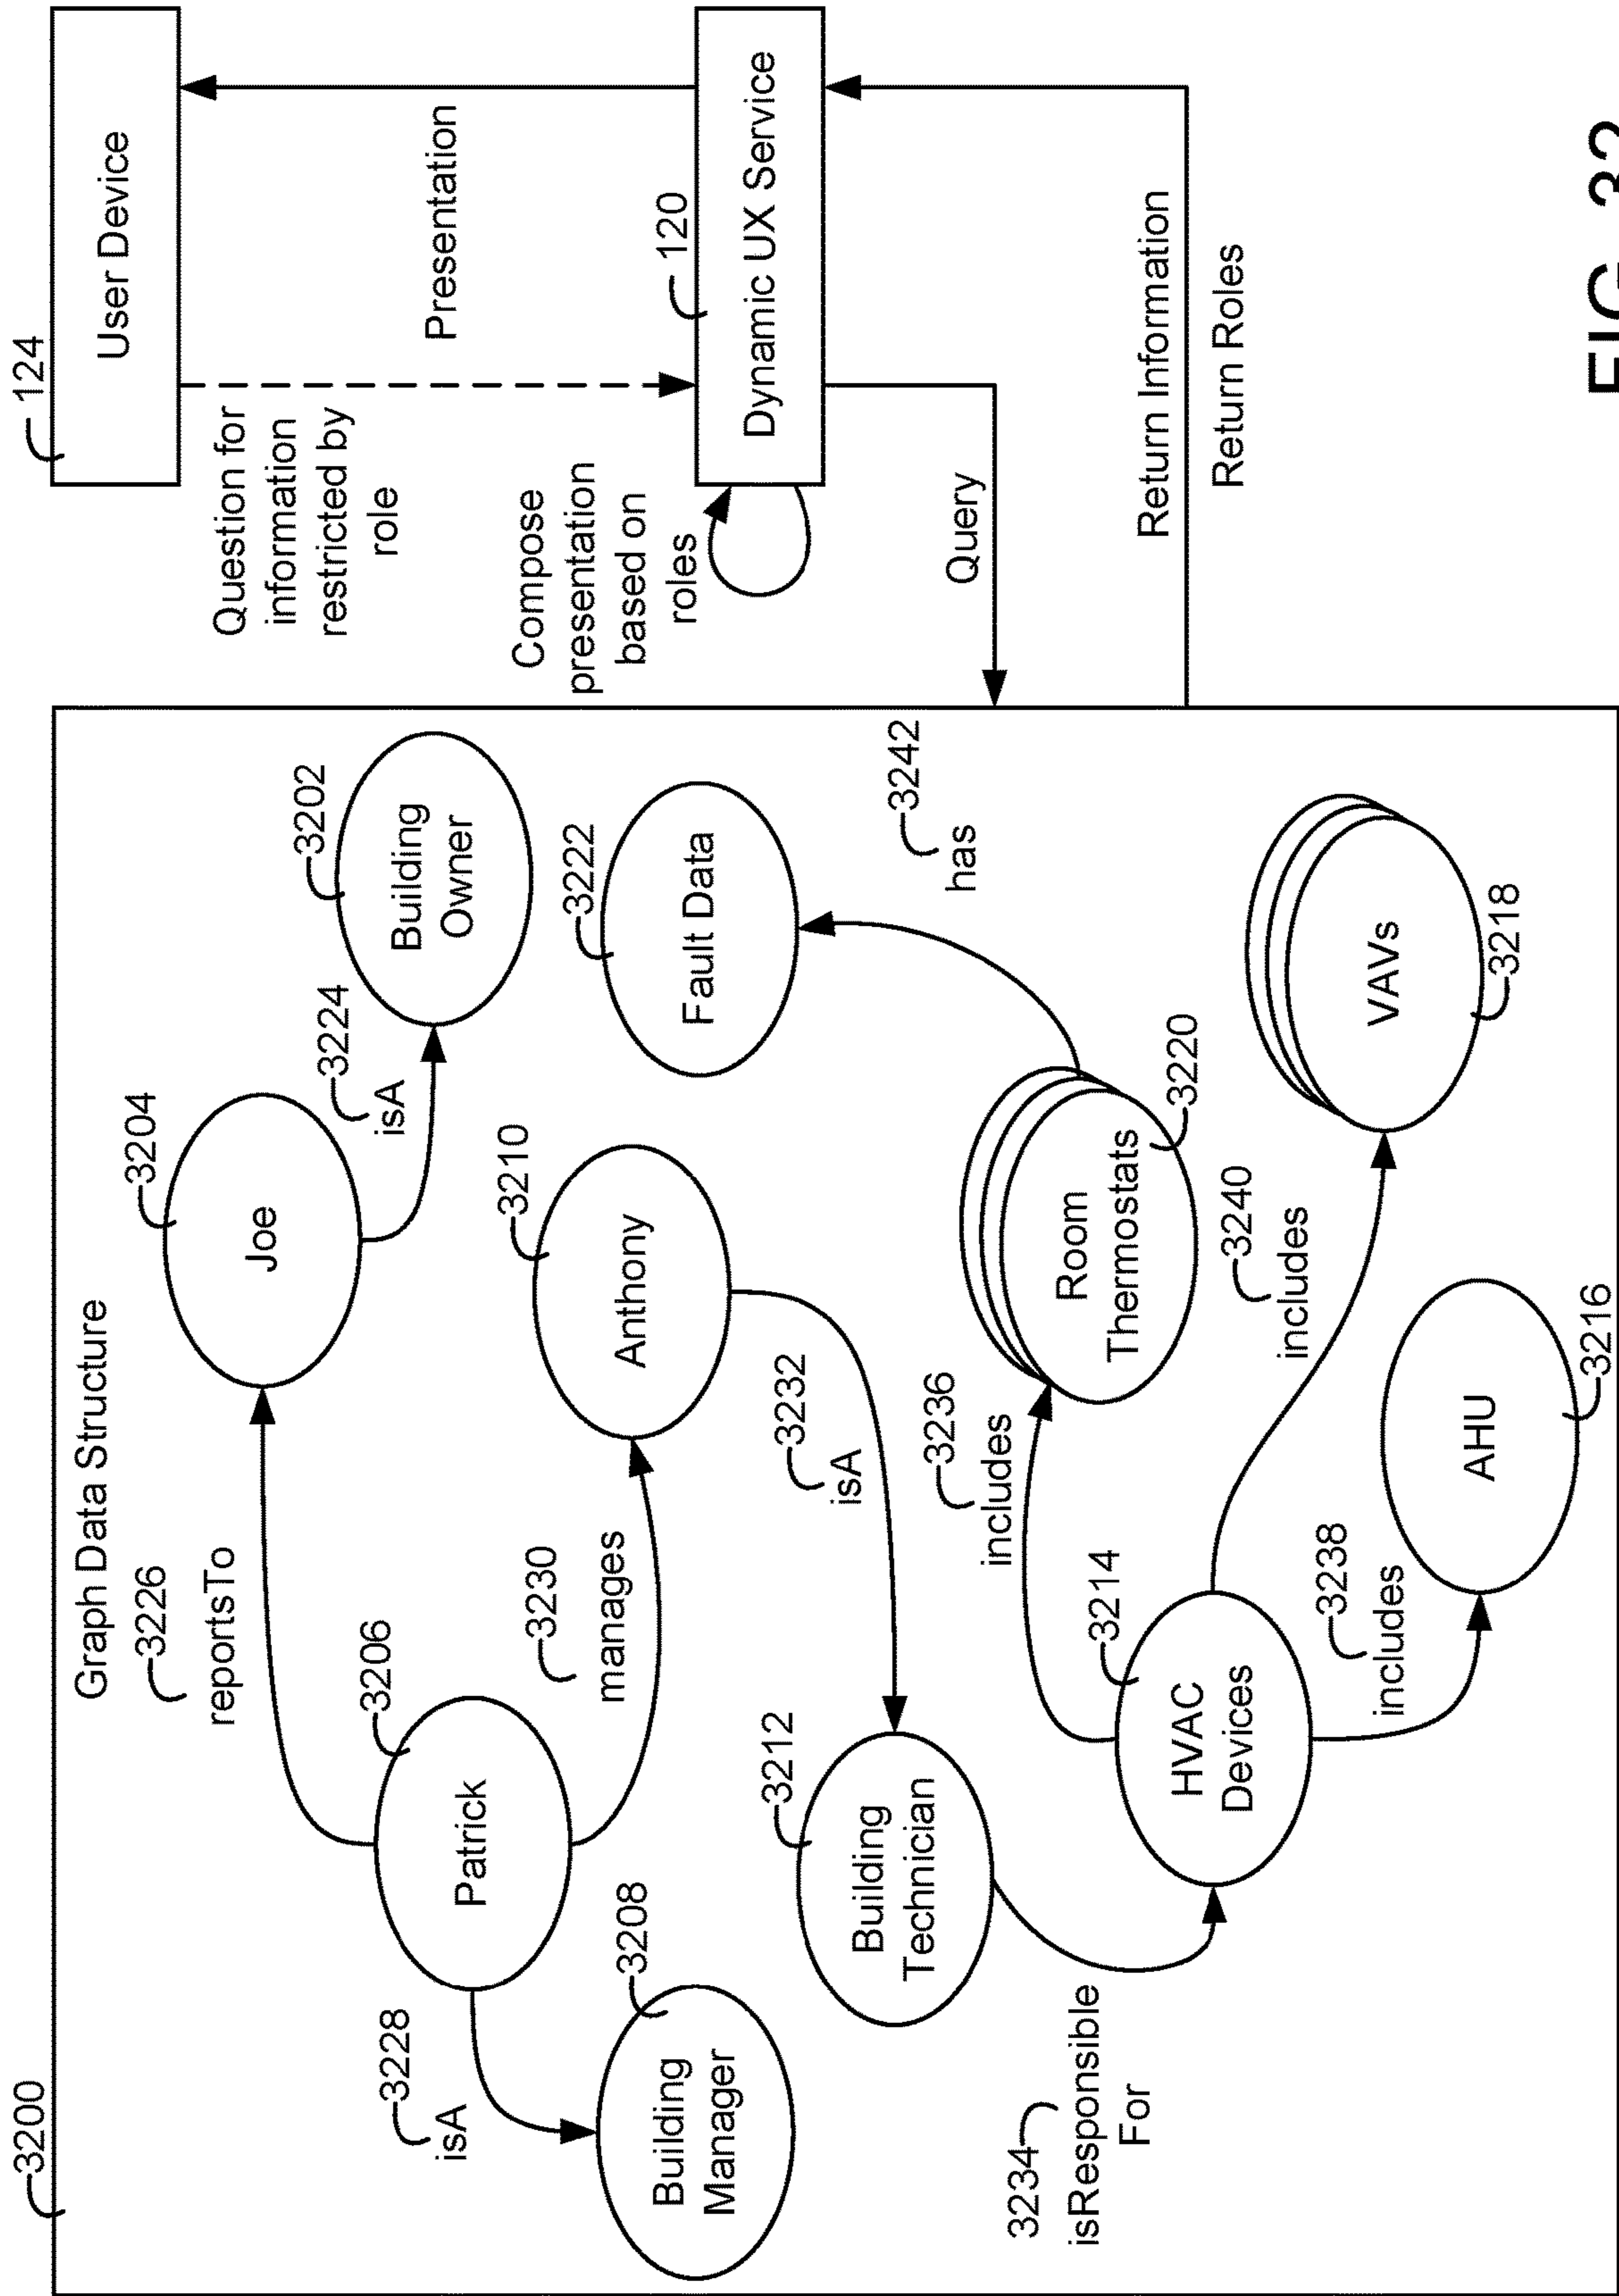 3200
Graph Data Structure
3226
reportsTo
3204
Joe
3224
isA
3202
Building
Owner
3206
Patrick
3228
isA
3208
Building
Manager
3230
manages
3210
Anthony
3222
Fault Data
3232
isA
3212
Building
Technician
3234
isResponsible
For
3214
HVAC
Devices
3236
includes
Room
Thermostats
3220
3242
has
3240
includes
VAVs
3218
3238
includes
AHU
3216
124
User Device
Question for
information
restricted by
role
Presentation
Compose
presentation
based on
roles
120
Dynamic UX Service
Query
Return Information
Return Roles
FIG. 32